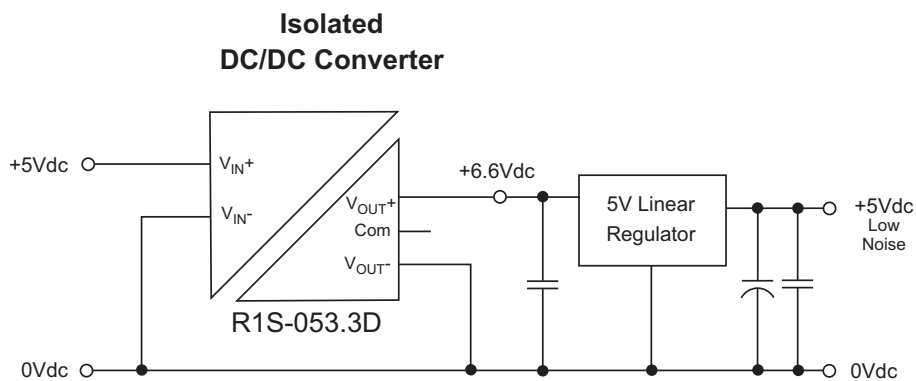 Isolated
DC/DC Converter
+5Vdc
VIN+
VIN-
VOUT+
Com
VOUT-
R1S-053.3D
+6.6Vdc
5V Linear
Regulator
+5Vdc
Low
Noise
0Vdc
0Vdc